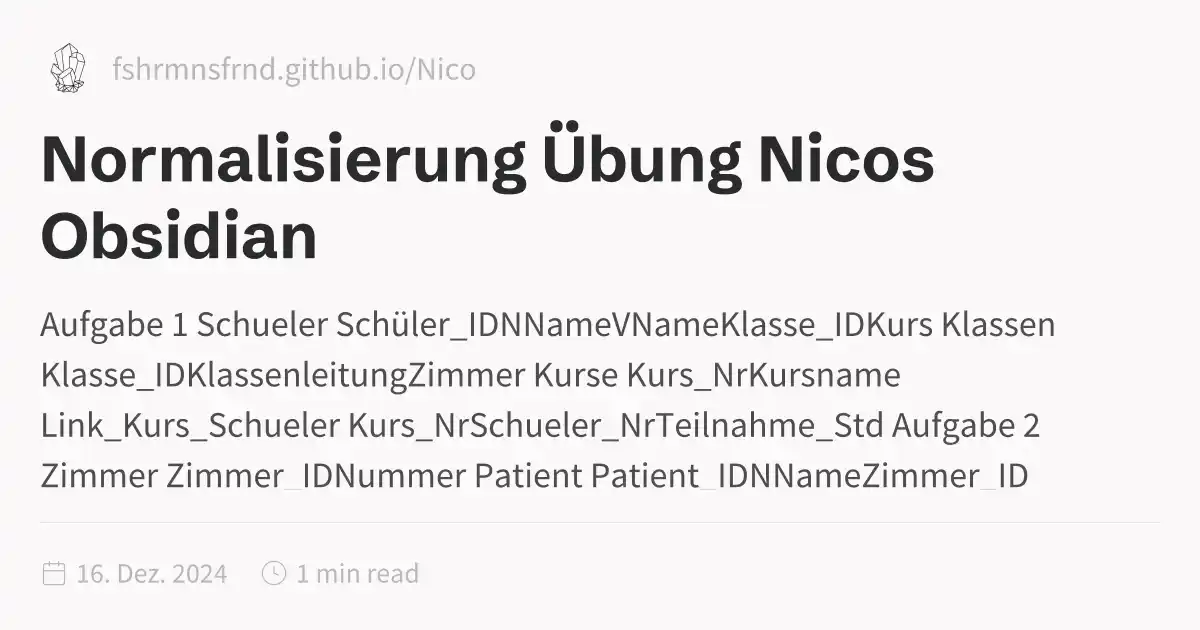 fshrmnsfrnd.github.io/Nico
Normalisierung Übung Nicos
Obsidian
Aufgabe 1 Schueler Schüler_IDNNameVNameKlasse_IDKurs Klassen
Klasse_IDKlassenleitungZimmer Kurse Kurs_NrKursname
Link_Kurs_Schueler Kurs_NrSchueler_NrTeilnahme_Std Aufgabe 2
Zimmer Zimmer_IDNummer Patient Patient_IDNNameZimmer_ID
16. Dez. 2024 1 min read